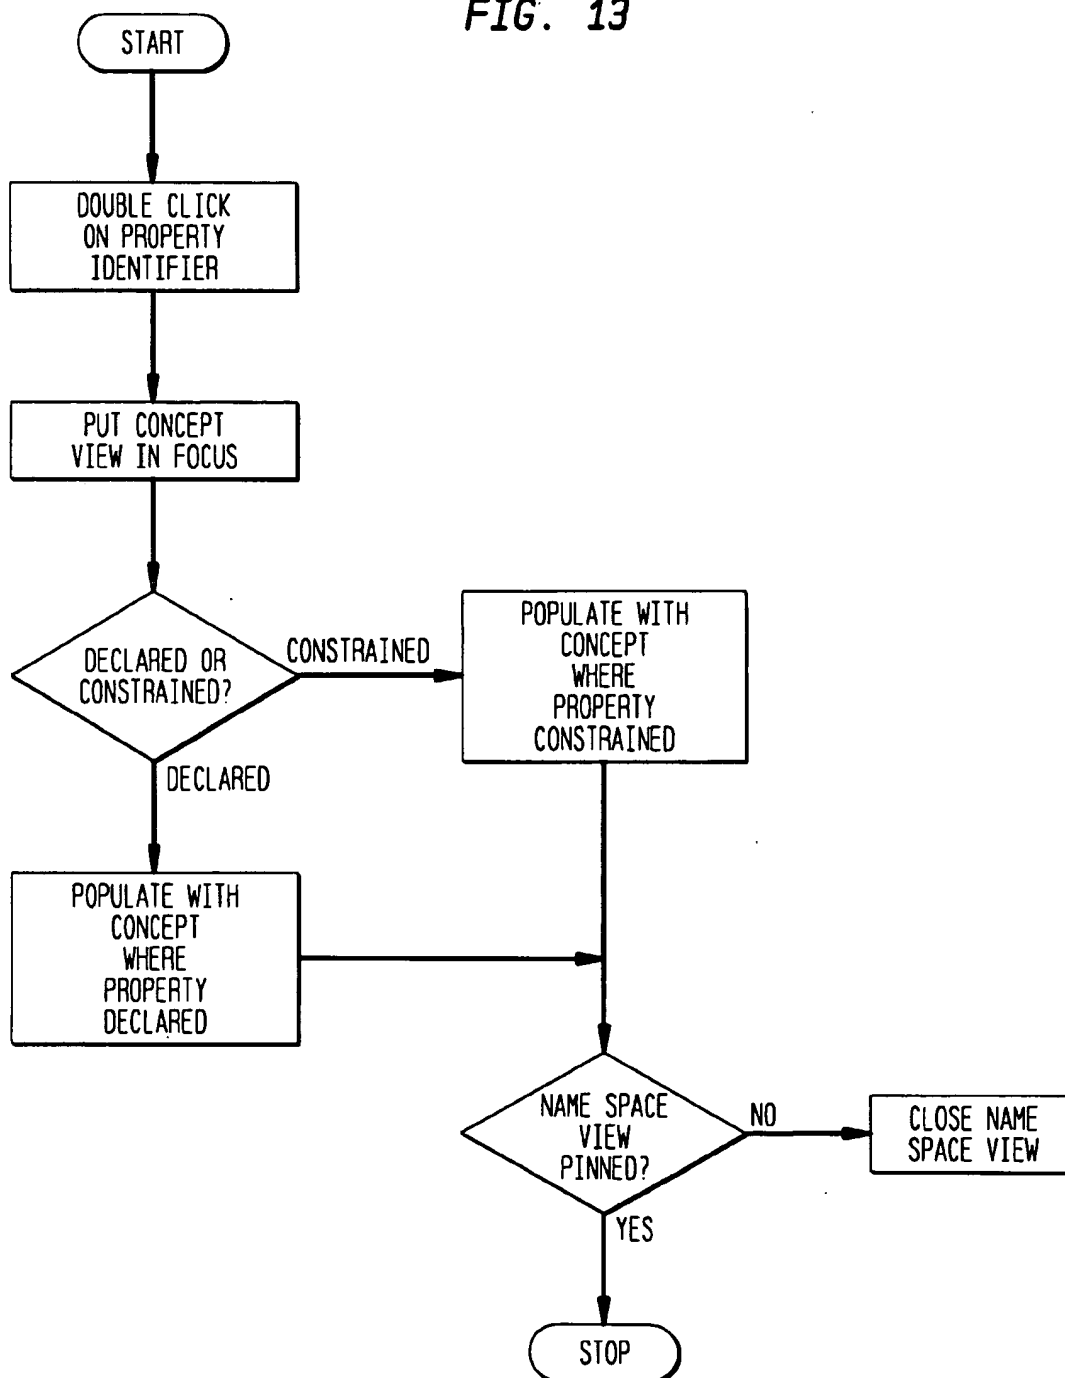 FIG. 13
START
DOUBLE CLICK
ON PROPERTY
IDENTIFIER
PUT CONCEPT
VIEW IN FOCUS
DECLARED OR
CONSTRAINED?
CONSTRAINED
POPULATE WITH
CONCEPT
WHERE
PROPERTY
CONSTRAINED
DECLARED
POPULATE WITH
CONCEPT
WHERE
PROPERTY
DECLARED
NAME SPACE
VIEW
PINNED?
NO
CLOSE NAME
SPACE VIEW
YES
STOP